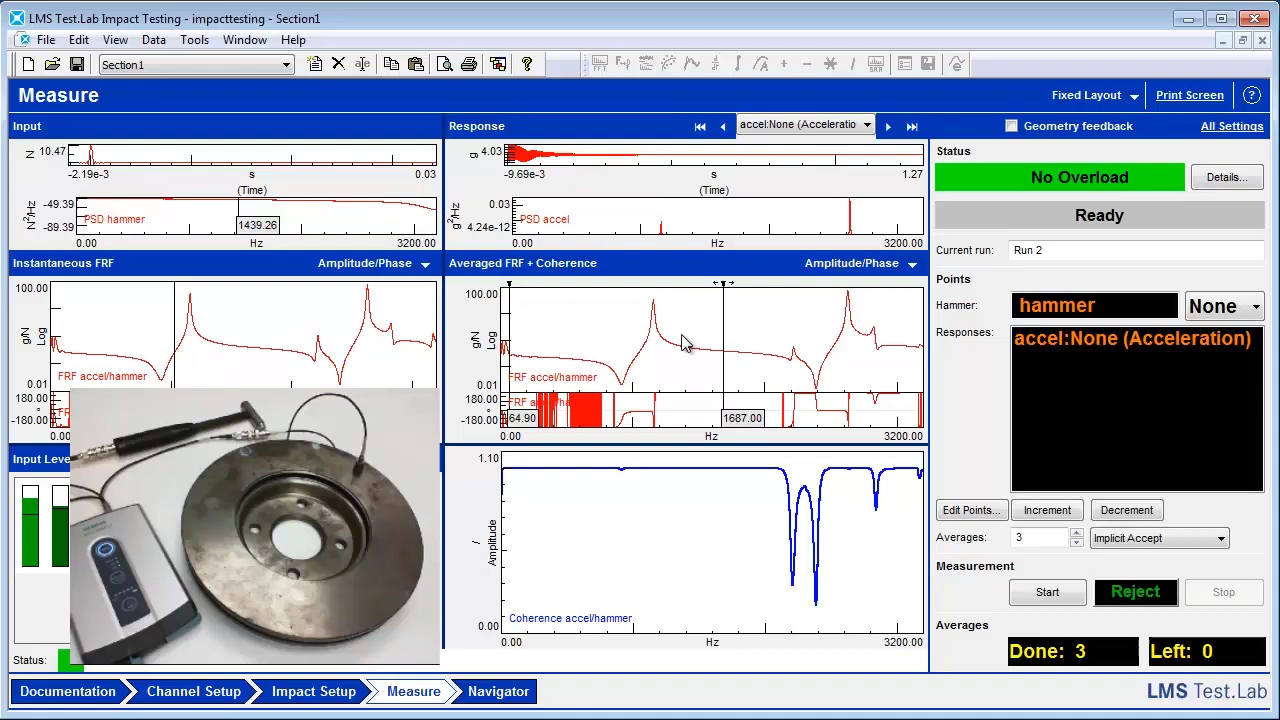 LMS Test.Lab Impact Testing - impacttesting - Section1
File Edit View Data Tools Window Help
Section1
Measure
Fixed Layout
Print Screen
Input
Response
accel:None (Acceleratio
Geometry feedback
All Settings
N
10.47
-2.19e-3
s
0.03
(Time)
-49.39
N²/Hz
-89.39
PSD hammer
1439.26
0.00
Hz
3200.00
g
4.03
-9.69e-3
s
1.27
(Time)
0.03
g²/Hz
4.24e-12
PSD accel
0.00
Hz
3200.00
Instantaneous FRF
Amplitude/Phase
Averaged FRF + Coherence
Amplitude/Phase
100.00
g/N
Log
FRF accel/hammer
0.01
180.00
-180.00
0.00
100.00
g/N
Log
FRF accel/hammer
0.01
180.00
-180.00
64.90
1687.00
0.00
Hz
3200.00
Input Leve
Status:
1.10
/
Amplitude
Coherence accel/hammer
0.00
0.00
Hz
3200.00
Status
No Overload
Details...
Ready
Current run:
Run 2
Points
Hammer:
hammer
None
Responses:
accel:None (Acceleration)
Edit Points...
Increment
Decrement
Averages:
3
Implicit Accept
Measurement
Start
Reject
Stop
Averages
Done: 3
Left: 0
Documentation
Channel Setup
Impact Setup
Measure
Navigator
LMS Test.Lab